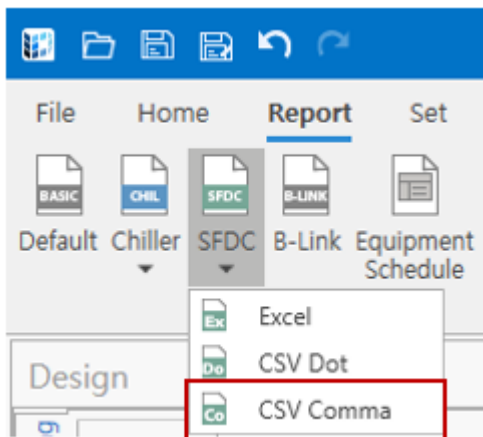 File Home Report Set
BASIC CHIL SFDC B-LINK
Default Chiller SFDC B-Link Equipment
Schedule
Ex Excel
Do CSV Dot
Design
Co CSV Comma